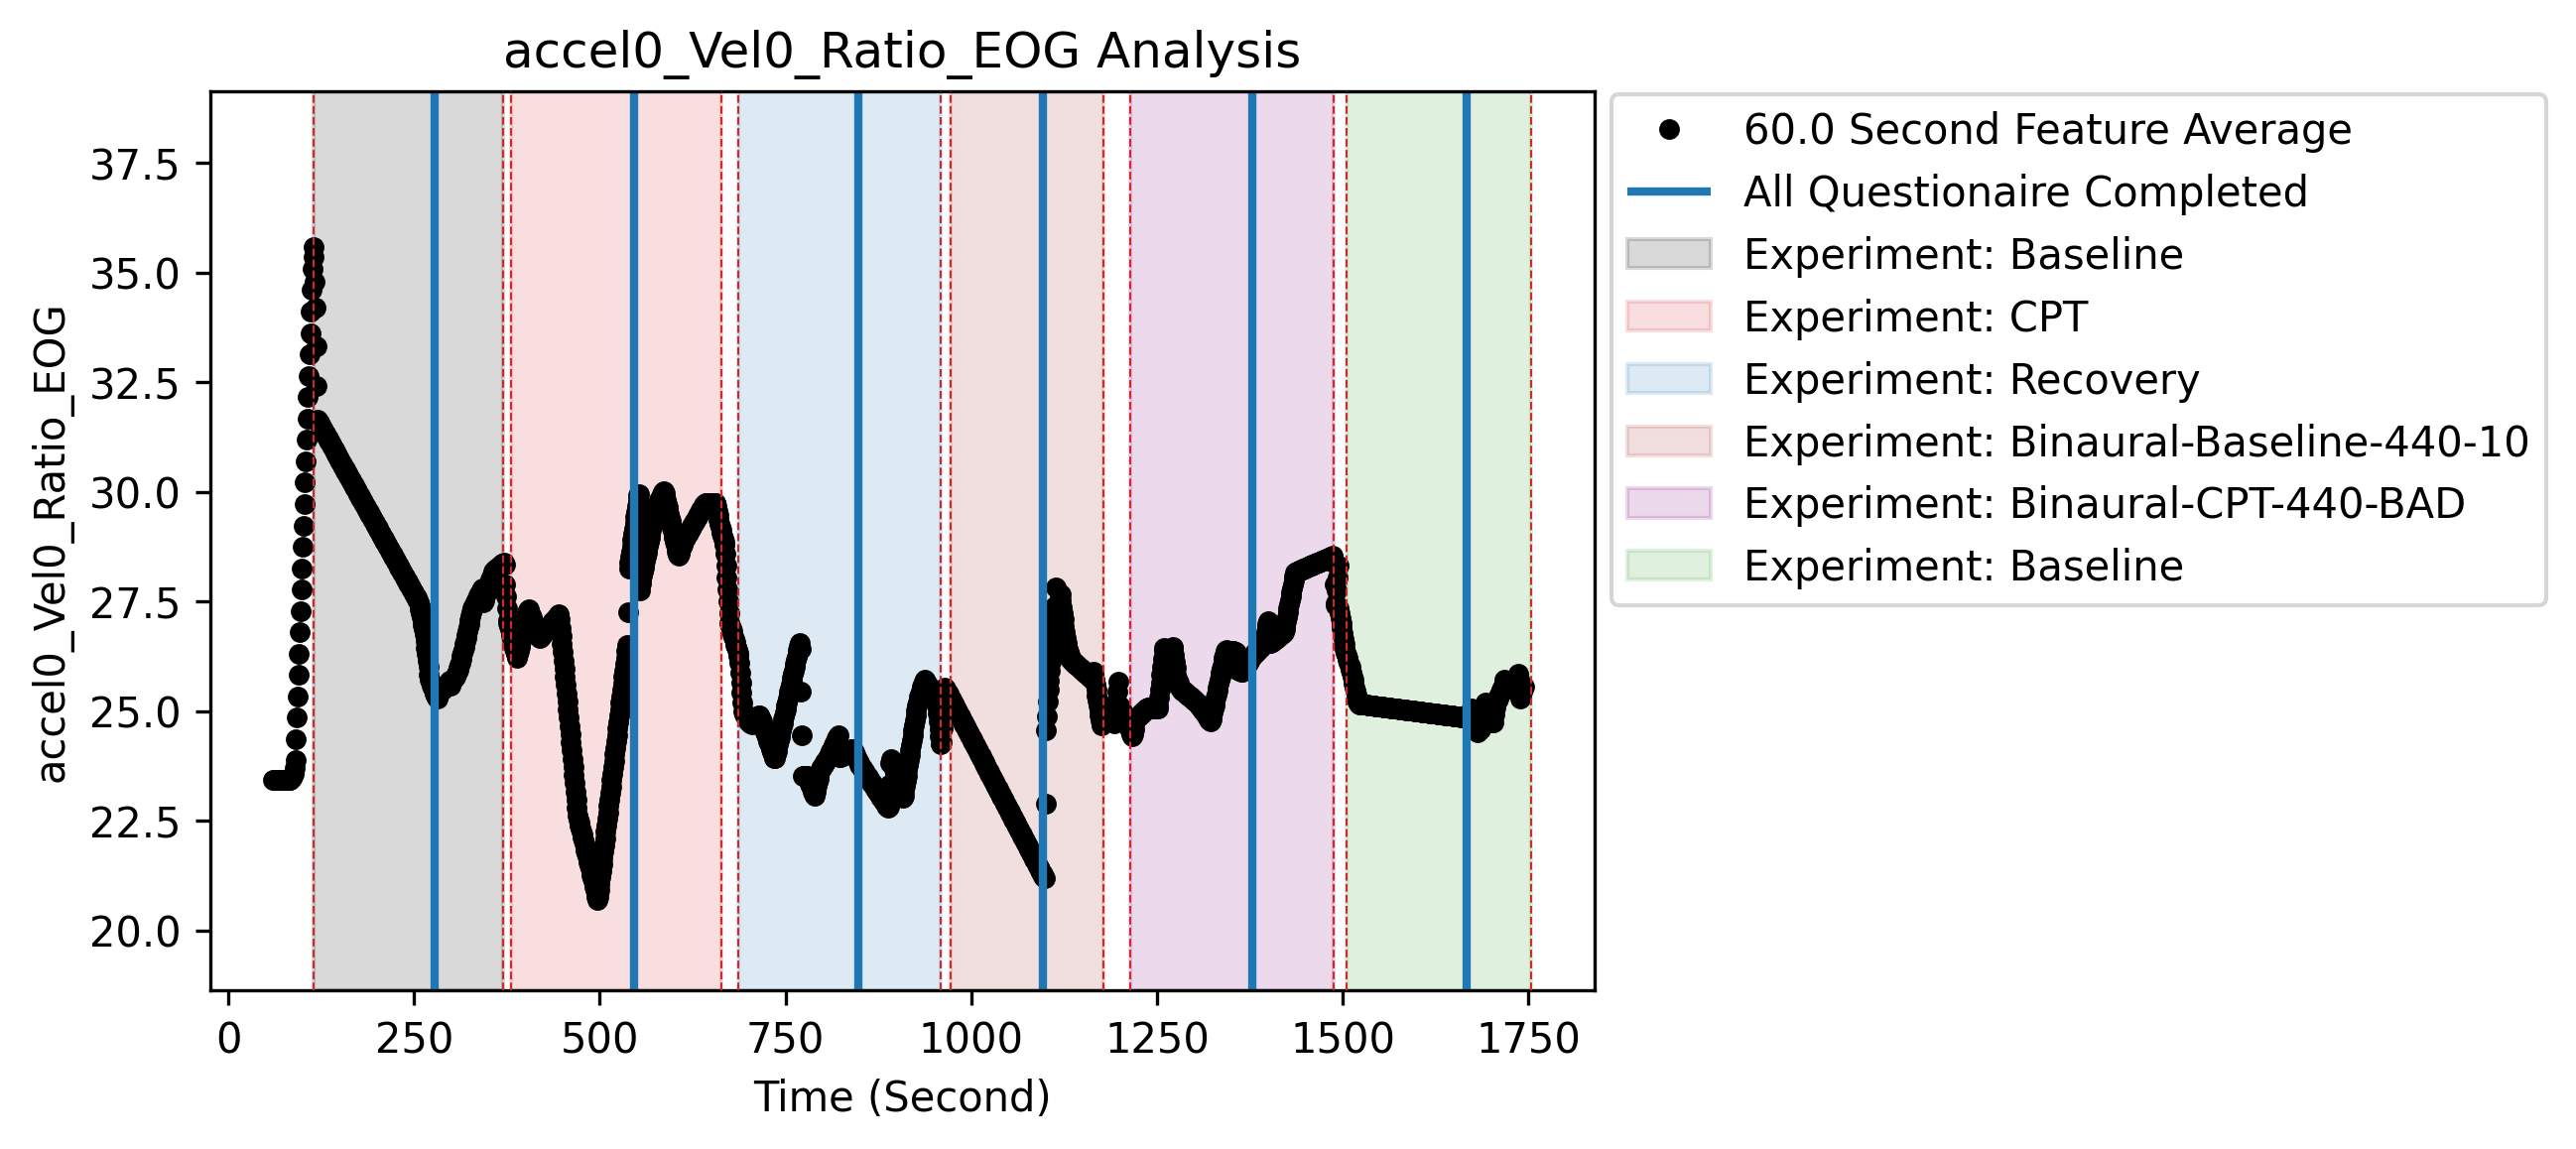 accel0_Vel0_Ratio_EOG Analysis
accel0_Vel0_Ratio_EOG
37.5
35.0
32.5
30.0
27.5
25.0
22.5
20.0
0 250 500 750 1000 1250 1500 1750
Time (Second)
60.0 Second Feature Average
All Questionaire Completed
Experiment: Baseline
Experiment: CPT
Experiment: Recovery
Experiment: Binaural-Baseline-440-10
Experiment: Binaural-CPT-440-BAD
Experiment: Baseline